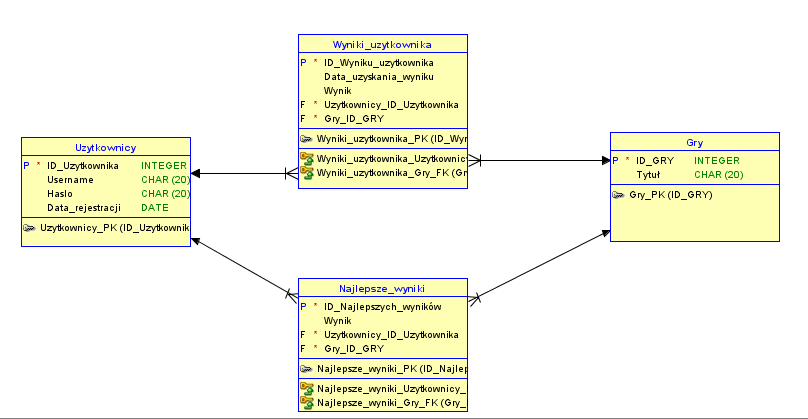 Wyniki_uzytkownika
P * ID_Wyniku_uzytkownika
Data_uzyskania_wyniku
Wynik
F * Uzytkownicy_ID_Uzytkownika
F * Gry_ID_GRY
Wyniki_uzytkownika_PK (ID_Wyr
Wyniki_uzytkownika_Uzytkownic
Wyniki_uzytkownika_Gry_FK (Gr
Uzytkownicy
P * ID_Uzytkownika INTEGER
Username CHAR (20)
Haslo CHAR (20)
Data_rejestracji DATE
Uzytkownicy_PK (ID_Uzytkownik
Gry
P * ID_GRY INTEGER
Tytuł CHAR (20)
Gry_PK (ID_GRY)
Najlepsze_wyniki
P * ID_Najlepszych_wyników
Wynik
F * Uzytkownicy_ID_Uzytkownika
F * Gry_ID_GRY
Najlepsze_wyniki_PK (ID_Najlep
Najlepsze_wyniki_Uzytkownicy_
Najlepsze_wyniki_Gry_FK (Gry_